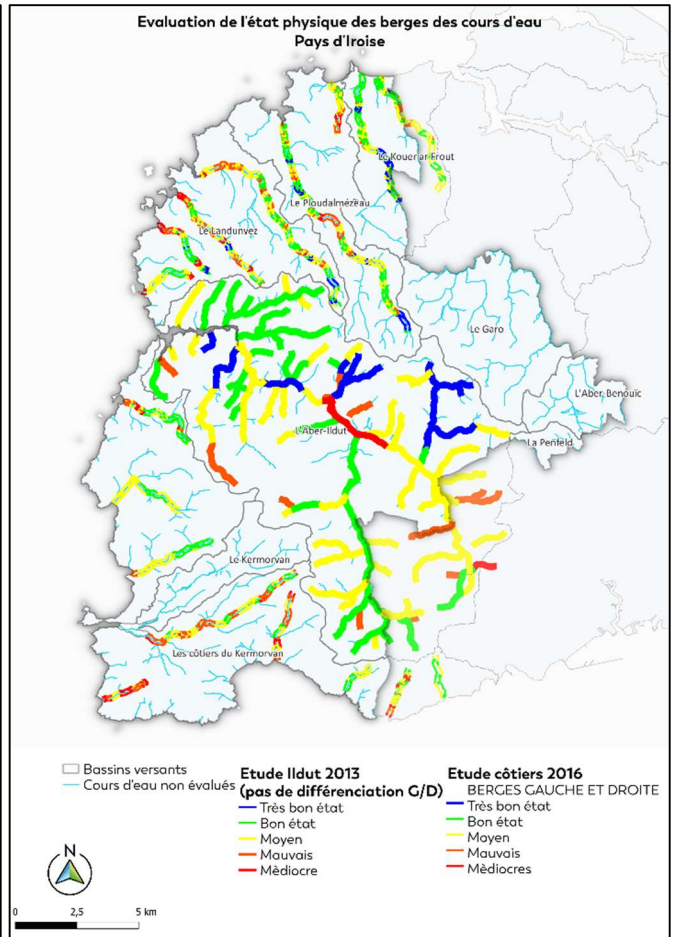 Evaluation de l'état physique des berges des cours d'eau
Pays d'Iroise
Le Kouer ar Frout
Le Ploudalmézeau
Le Landunvez
Le Garo
L'Aber Benouïc
L'Aber-Ildut
La Penfeld
Le Kermorvan
Les côtiers du Kermorvan
Bassins versants
Cours d'eau non évalués
Etude Ildut 2013
(pas de différenciation G/D)
Très bon état
Bon état
Moyen
Mauvais
Mèdiocre
Etude côtiers 2016
BERGES GAUCHE ET DROITE
Très bon état
Bon état
Moyen
Mauvais
Mèdiocres
N
0 2,5 5 km